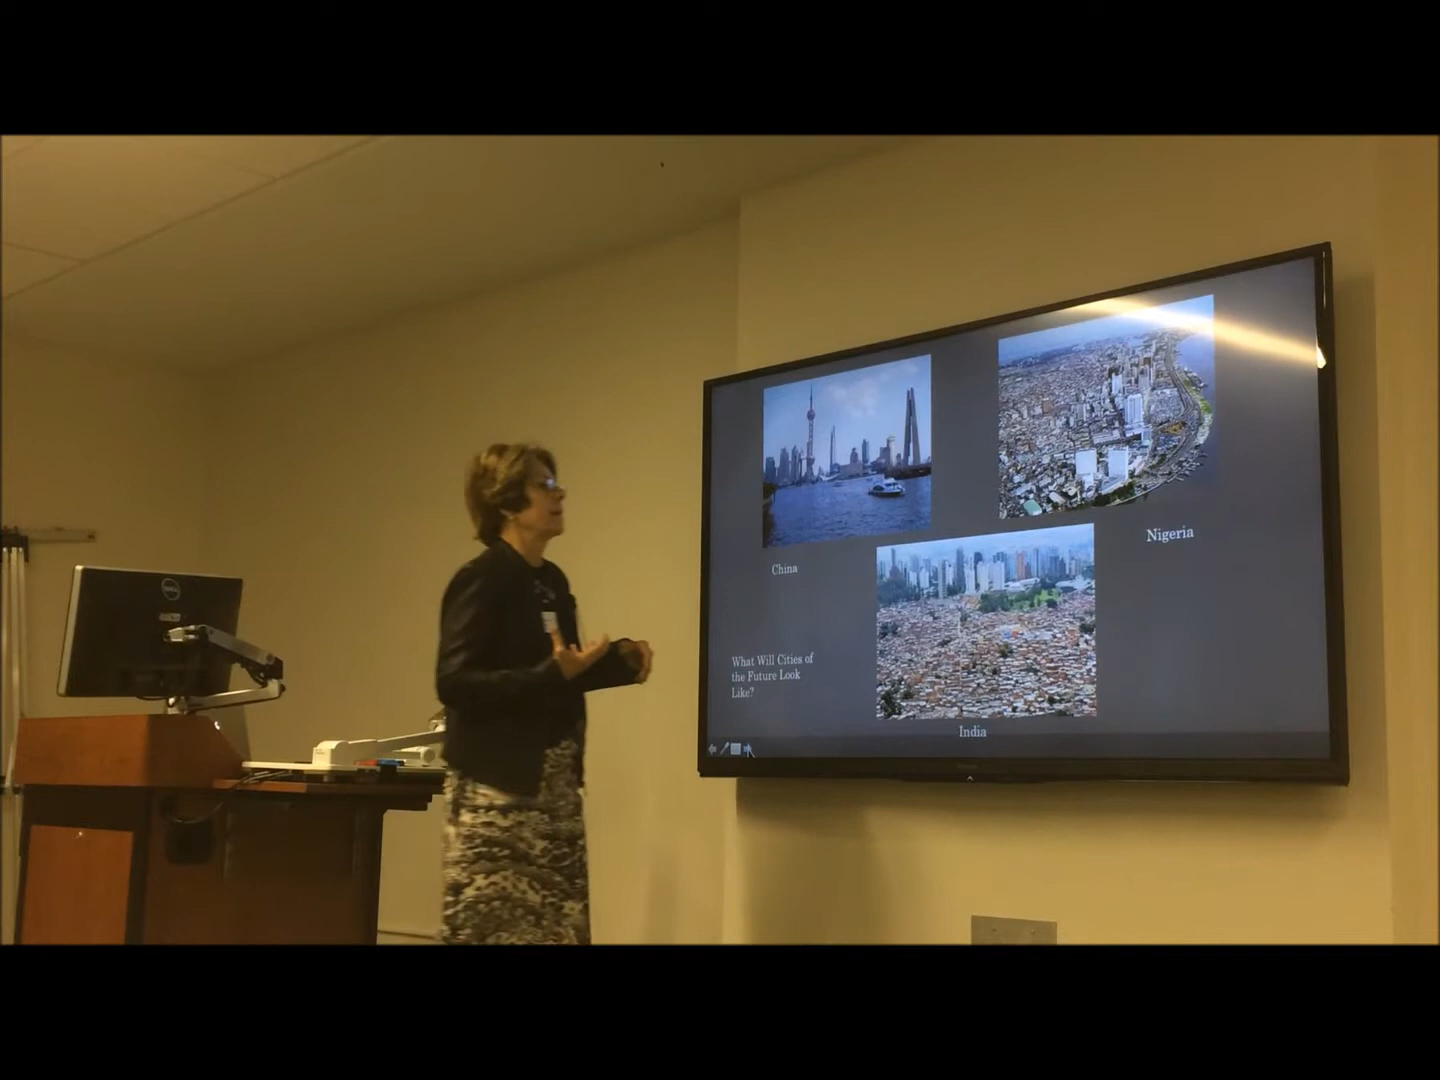 China
Nigeria
What Will Cities of
the Future Look
Like?
India
DELL